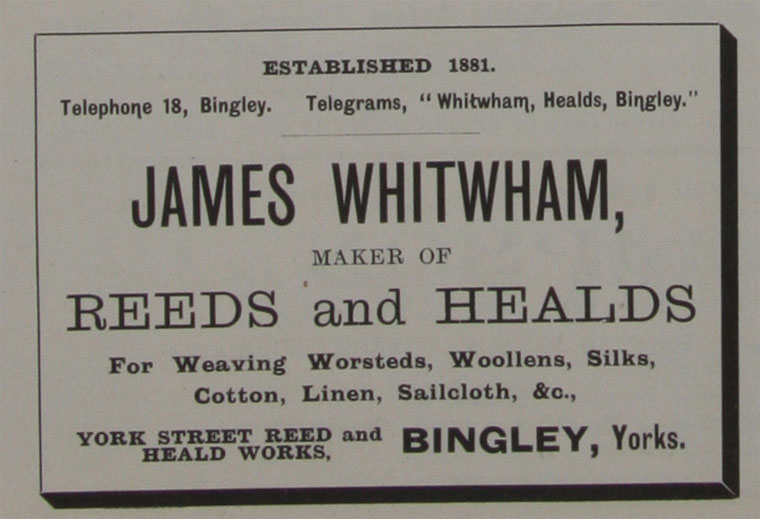 ESTABLISHED 1881.
Telephone 18, Bingley. Telegrams, "Whitwham, Healds, Bingley."
JAMES WHITWHAM,
MAKER OF
REEDS and HEALDS
For Weaving Worsteds, Woollens, Silks,
Cotton, Linen, Sailcloth, &c.,
YORK STREET REED and
HEALD WORKS,
BINGLEY, Yorks.